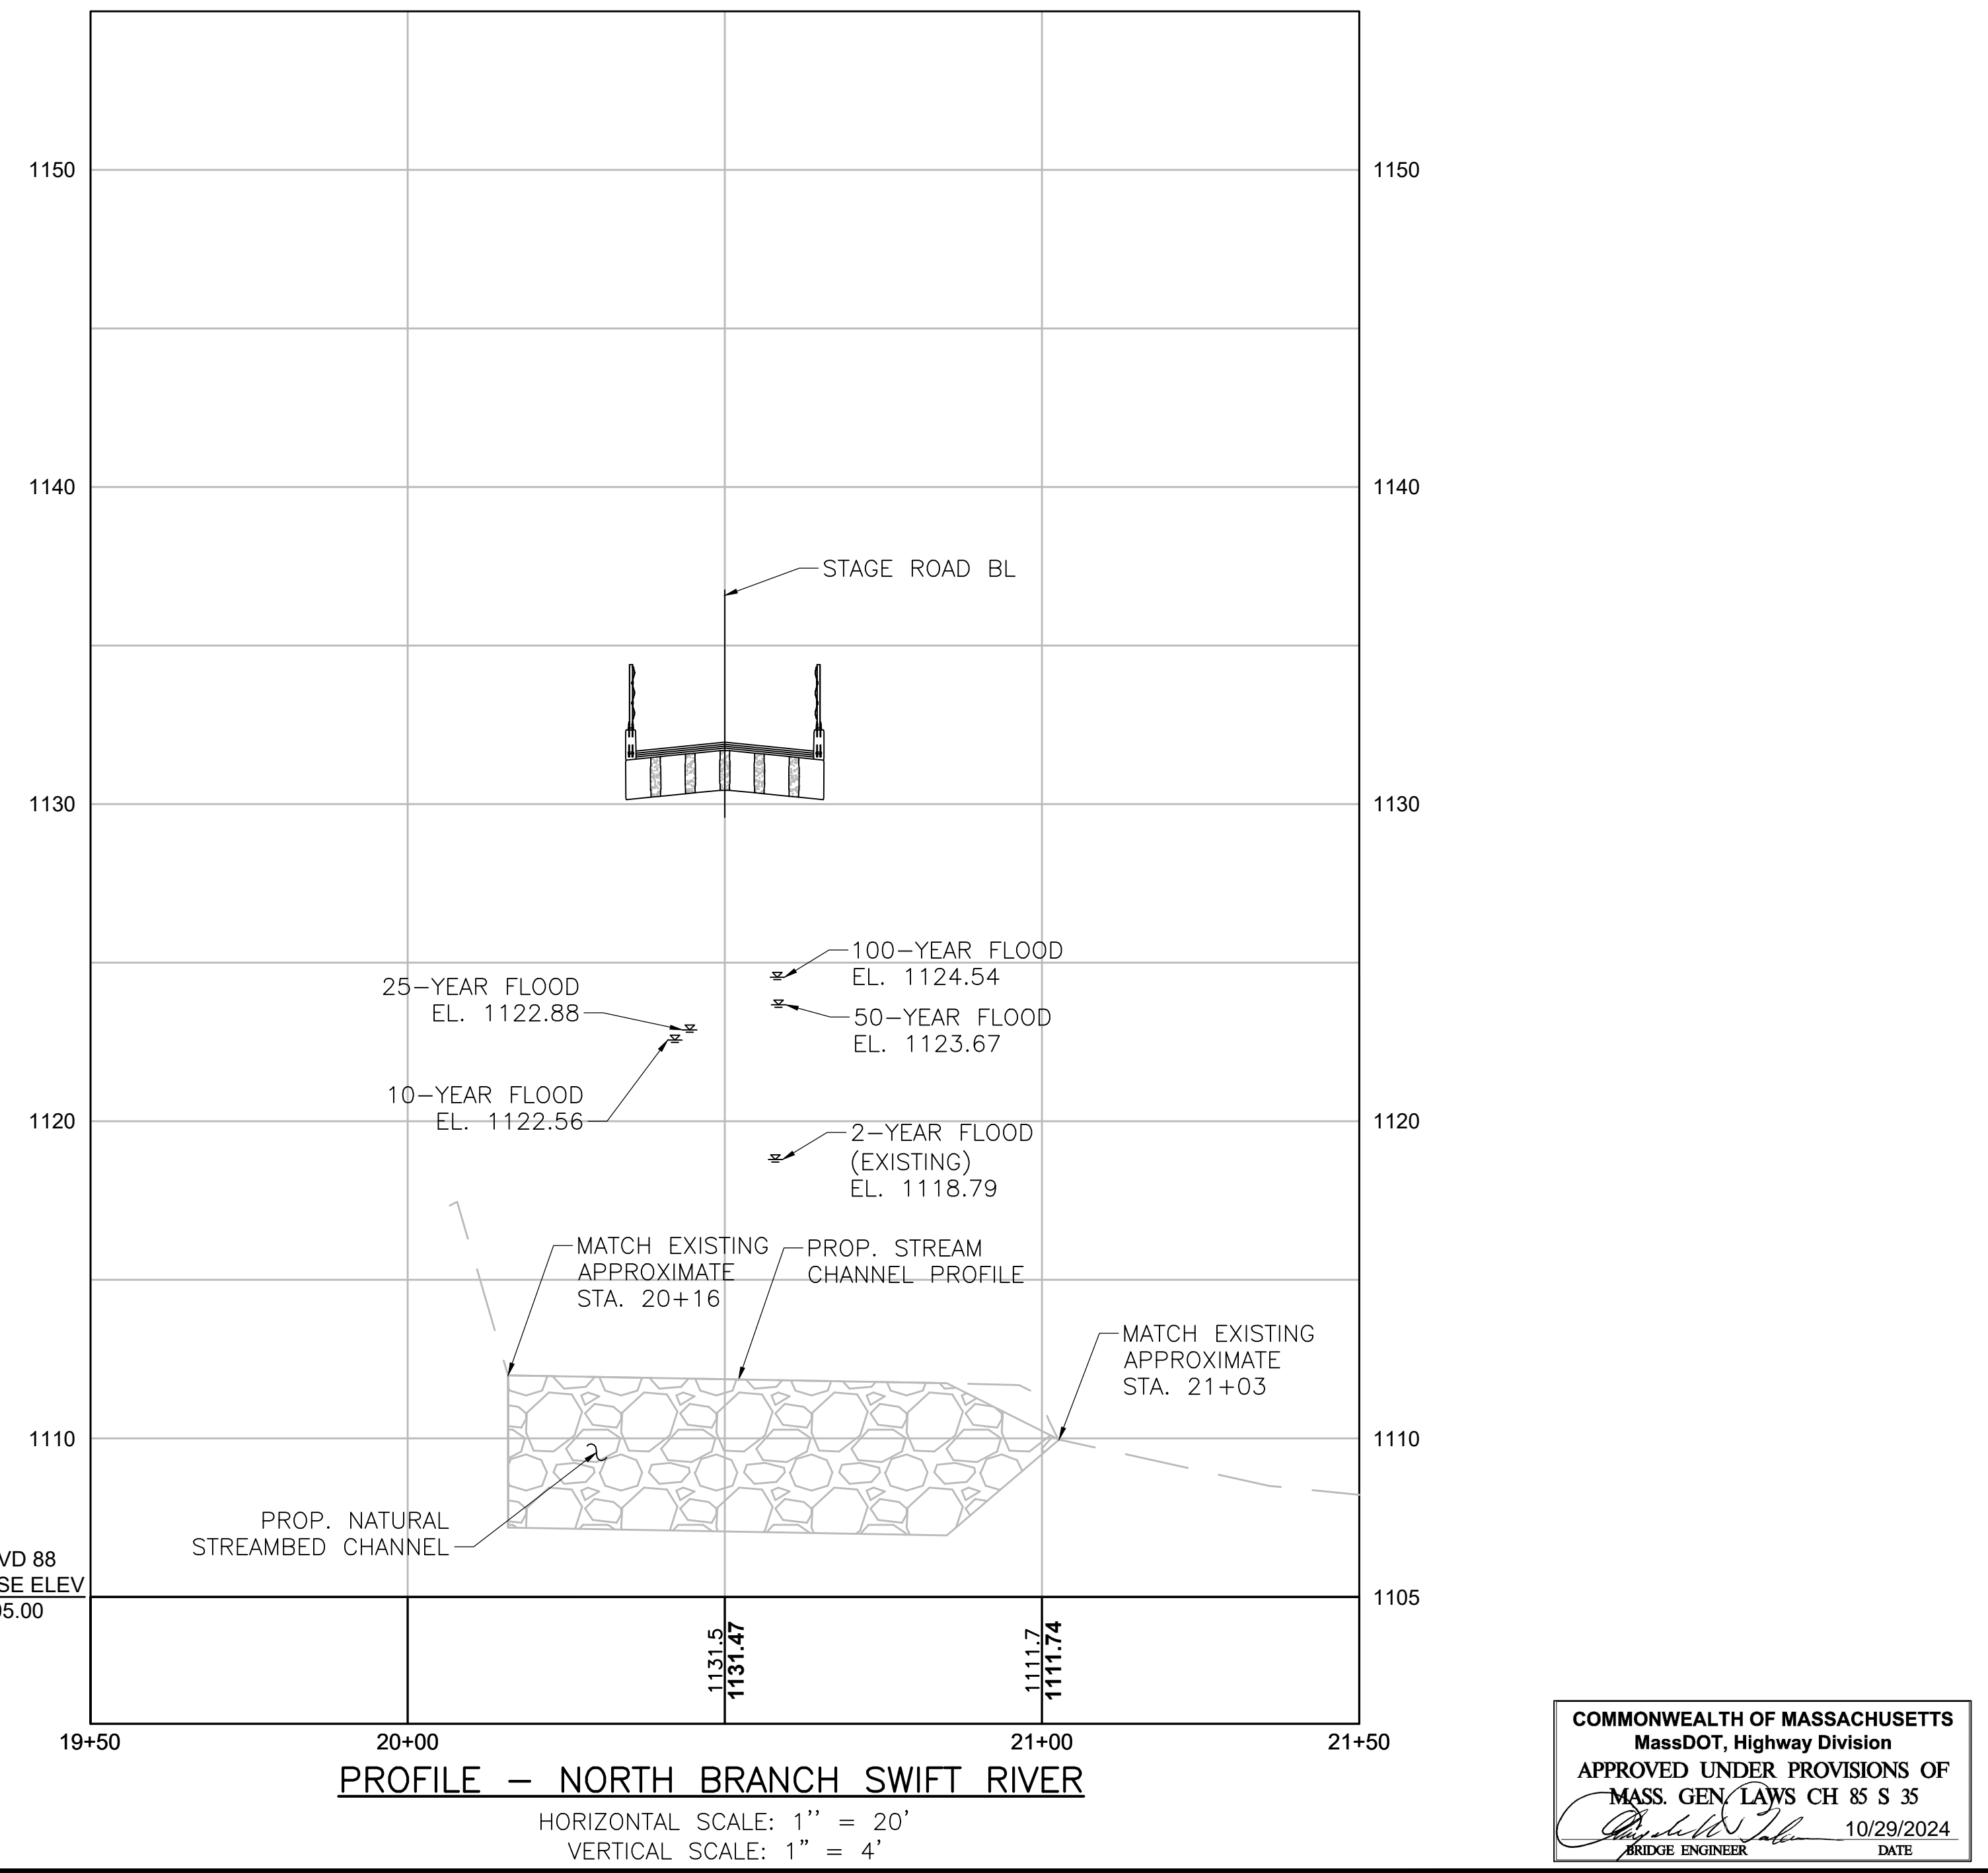 1150
1150
1140
1140
STAGE ROAD BL
1130
1130
100-YEAR FLOOD
EL. 1124.54
25-YEAR FLOOD
EL. 1122.88
50-YEAR FLOOD
EL. 1123.67
10-YEAR FLOOD
EL. 1122.56
1120
1120
2-YEAR FLOOD
(EXISTING)
EL. 1118.79
MATCH EXISTING
APPROXIMATE
STA. 20+16
PROP. STREAM
CHANNEL PROFILE
MATCH EXISTING
APPROXIMATE
STA. 21+03
1110
1110
PROP. NATURAL
STREAMBED CHANNEL
VD 88
SE ELEV
05.00
1105
1131.5
1131.47
1111.7
1111.74
19+50
20+00
21+00
21+50
PROFILE - NORTH BRANCH SWIFT RIVER
HORIZONTAL SCALE: 1'' = 20'
VERTICAL SCALE: 1" = 4'
COMMONWEALTH OF MASSACHUSETTS
MassDOT, Highway Division
APPROVED UNDER PROVISIONS OF
MASS. GEN. LAWS CH 85 S 35
10/29/2024
BRIDGE ENGINEER DATE